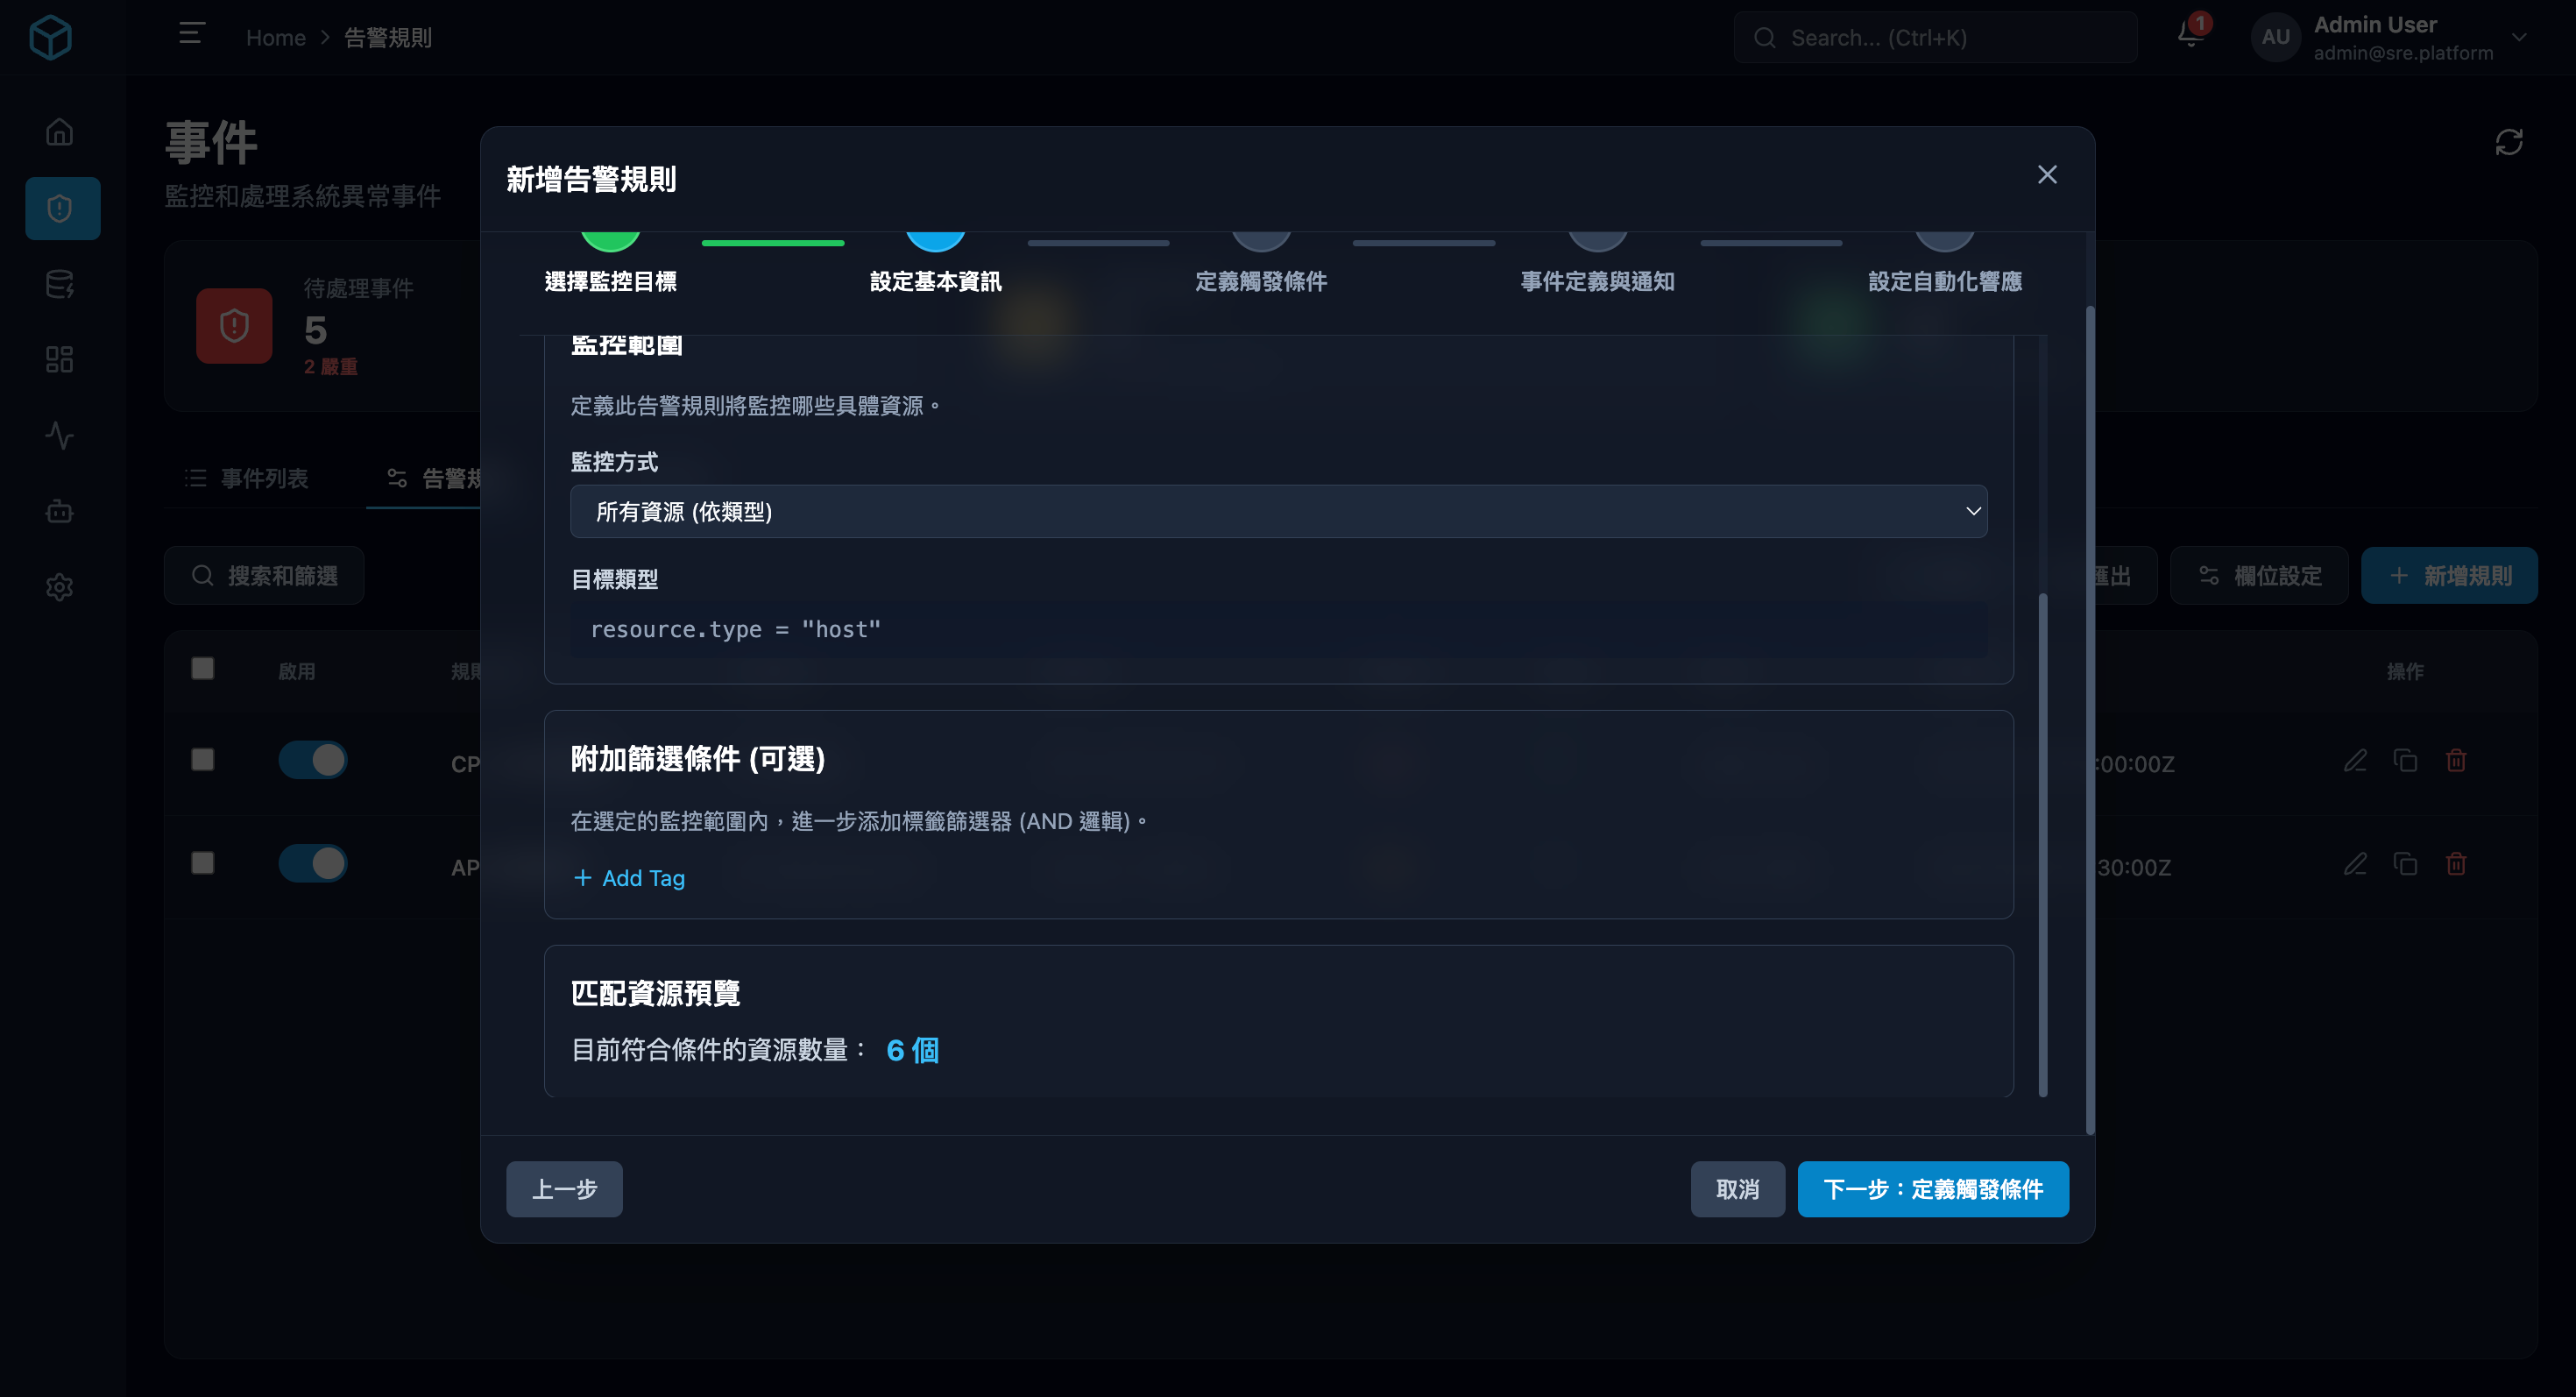 Home > 告警規則
Search... (Ctrl+K)
1
AU
Admin User
admin@sre.platform
事件
監控和處理系統異常事件
待處理事件
5
2 嚴重
事件列表
告警規
搜索和篩選
匯出
欄位設定
新增規則
啟用
規則
操作
CP
:00:00Z
AP
30:00Z
新增告警規則
選擇監控目標
設定基本資訊
定義觸發條件
事件定義與通知
設定自動化響應
監控範圍
定義此告警規則將監控哪些具體資源。
監控方式
所有資源 (依類型)
目標類型
resource.type = "host"
附加篩選條件 (可選)
在選定的監控範圍內，進一步添加標籤篩選器 (AND 邏輯)。
+ Add Tag
匹配資源預覽
目前符合條件的資源數量： 6 個
上一步
取消
下一步：定義觸發條件